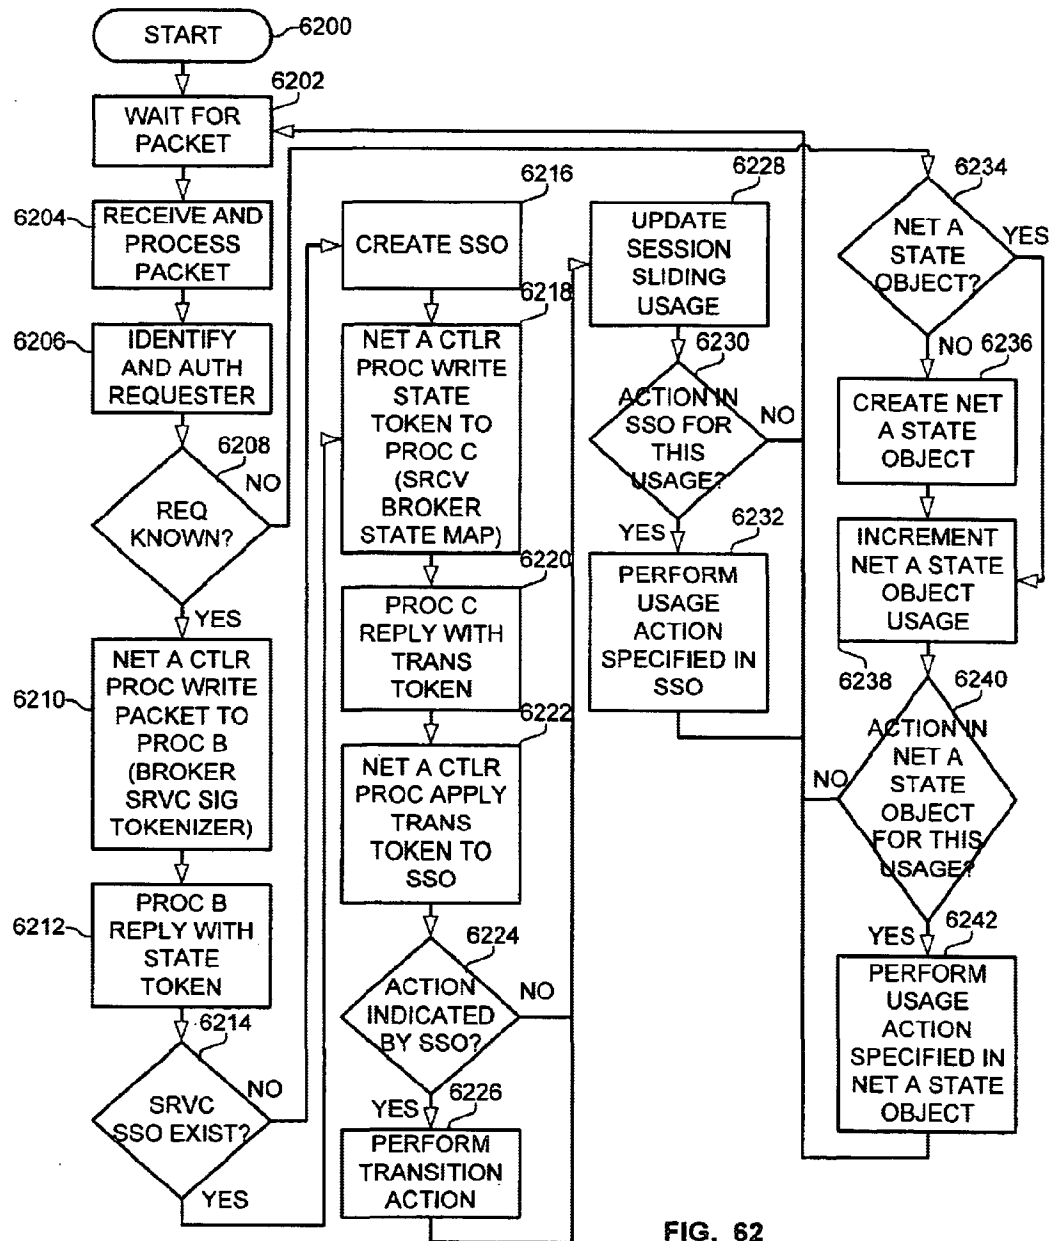 START
6200
6202
WAIT FOR
PACKET
6204
RECEIVE AND
PROCESS
PACKET
6206
IDENTIFY
AND AUTH
REQUESTER
6208
NO
REQ
KNOWN?
YES
6210
NET A CTLR
PROC WRITE
PACKET TO
PROC B
(BROKER
SRVC SIG
TOKENIZER)
6212
PROC B
REPLY WITH
STATE
TOKEN
6214
NO
SRVC
SSO EXIST?
YES
6216
CREATE SSO
6218
NET A CTLR
PROC WRITE
STATE
TOKEN TO
PROC C
(SRCV
BROKER
STATE MAP)
6220
PROC C
REPLY WITH
TRANS
TOKEN
6222
NET A CTLR
PROC APPLY
TRANS
TOKEN TO
SSO
6224
ACTION
INDICATED
BY SSO?
NO
YES
6226
PERFORM
TRANSITION
ACTION
6228
UPDATE
SESSION
SLIDING
USAGE
6230
ACTION IN
SSO FOR
THIS
USAGE?
NO
YES
6232
PERFORM
USAGE
ACTION
SPECIFIED IN
SSO
6234
NET A
STATE
OBJECT?
YES
NO
6236
CREATE NET
A STATE
OBJECT
INCREMENT
NET A STATE
OBJECT
USAGE
6238
6240
ACTION IN
NET A
STATE
OBJECT
FOR THIS
USAGE?
NO
YES
6242
PERFORM
USAGE
ACTION
SPECIFIED IN
NET A STATE
OBJECT
FIG. 62